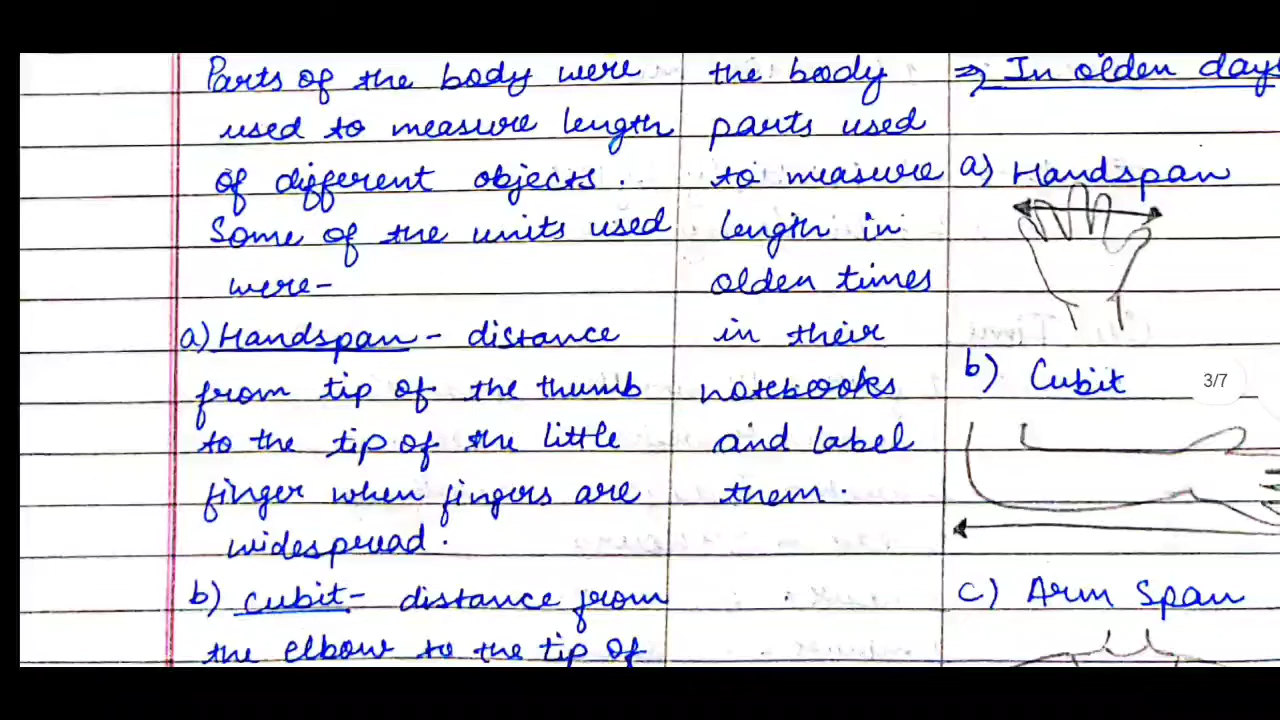 Parts of the body were
used to measure length
of different objects.
Some of the units used
were-
a) Handspan - distance
from tip of the thumb
to the tip of the little
finger when fingers are
widespread.
b) Cubit - distance from
the elbow to the tip of
the body
parts used
to measure
length in
olden times
in their
notebooks
and label
them.
⇒ In olden days
a) Handspan
b) Cubit
3/7
c) Arm Span